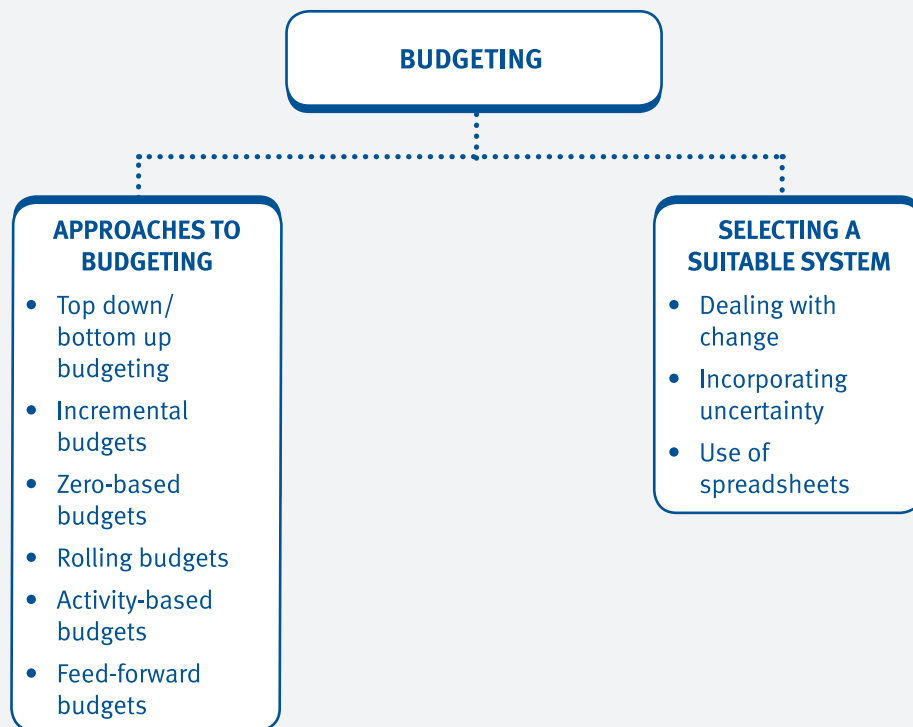 BUDGETING
APPROACHES TO
BUDGETING
• Top down/
bottom up
budgeting
• Incremental
budgets
• Zero-based
budgets
• Rolling budgets
• Activity-based
budgets
• Feed-forward
budgets
SELECTING A
SUITABLE SYSTEM
• Dealing with
change
• Incorporating
uncertainty
• Use of
spreadsheets